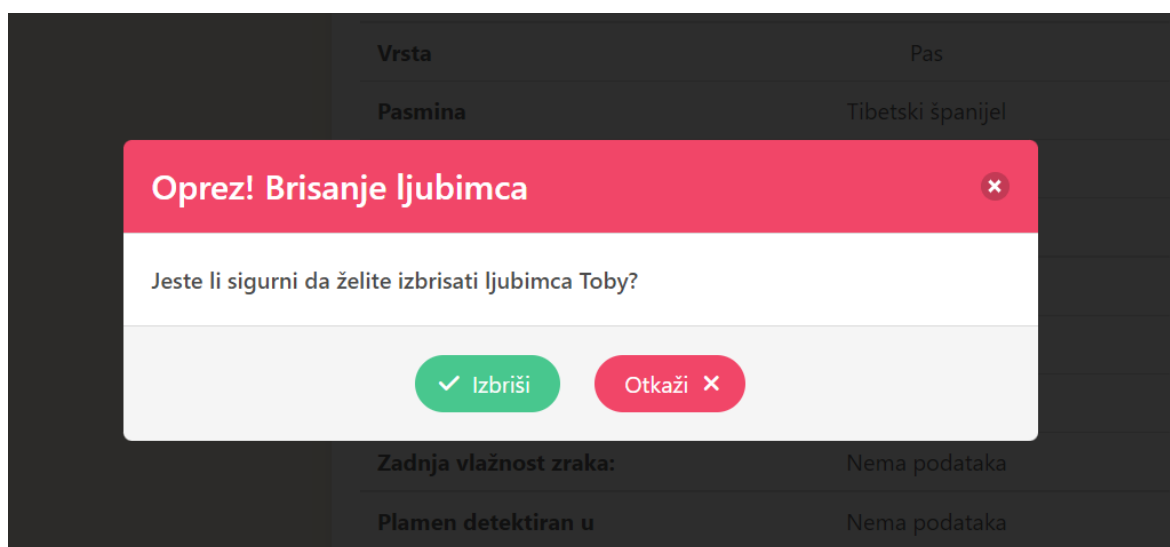 Vrsta Pas
Pasmina Tibetski španijel
Oprez! Brisanje ljubimca
Jeste li sigurni da želite izbrisati ljubimca Toby?
Izbriši Otkaži
Zadnja vlažnost zraka: Nema podataka
Plamen detektiran u Nema podataka